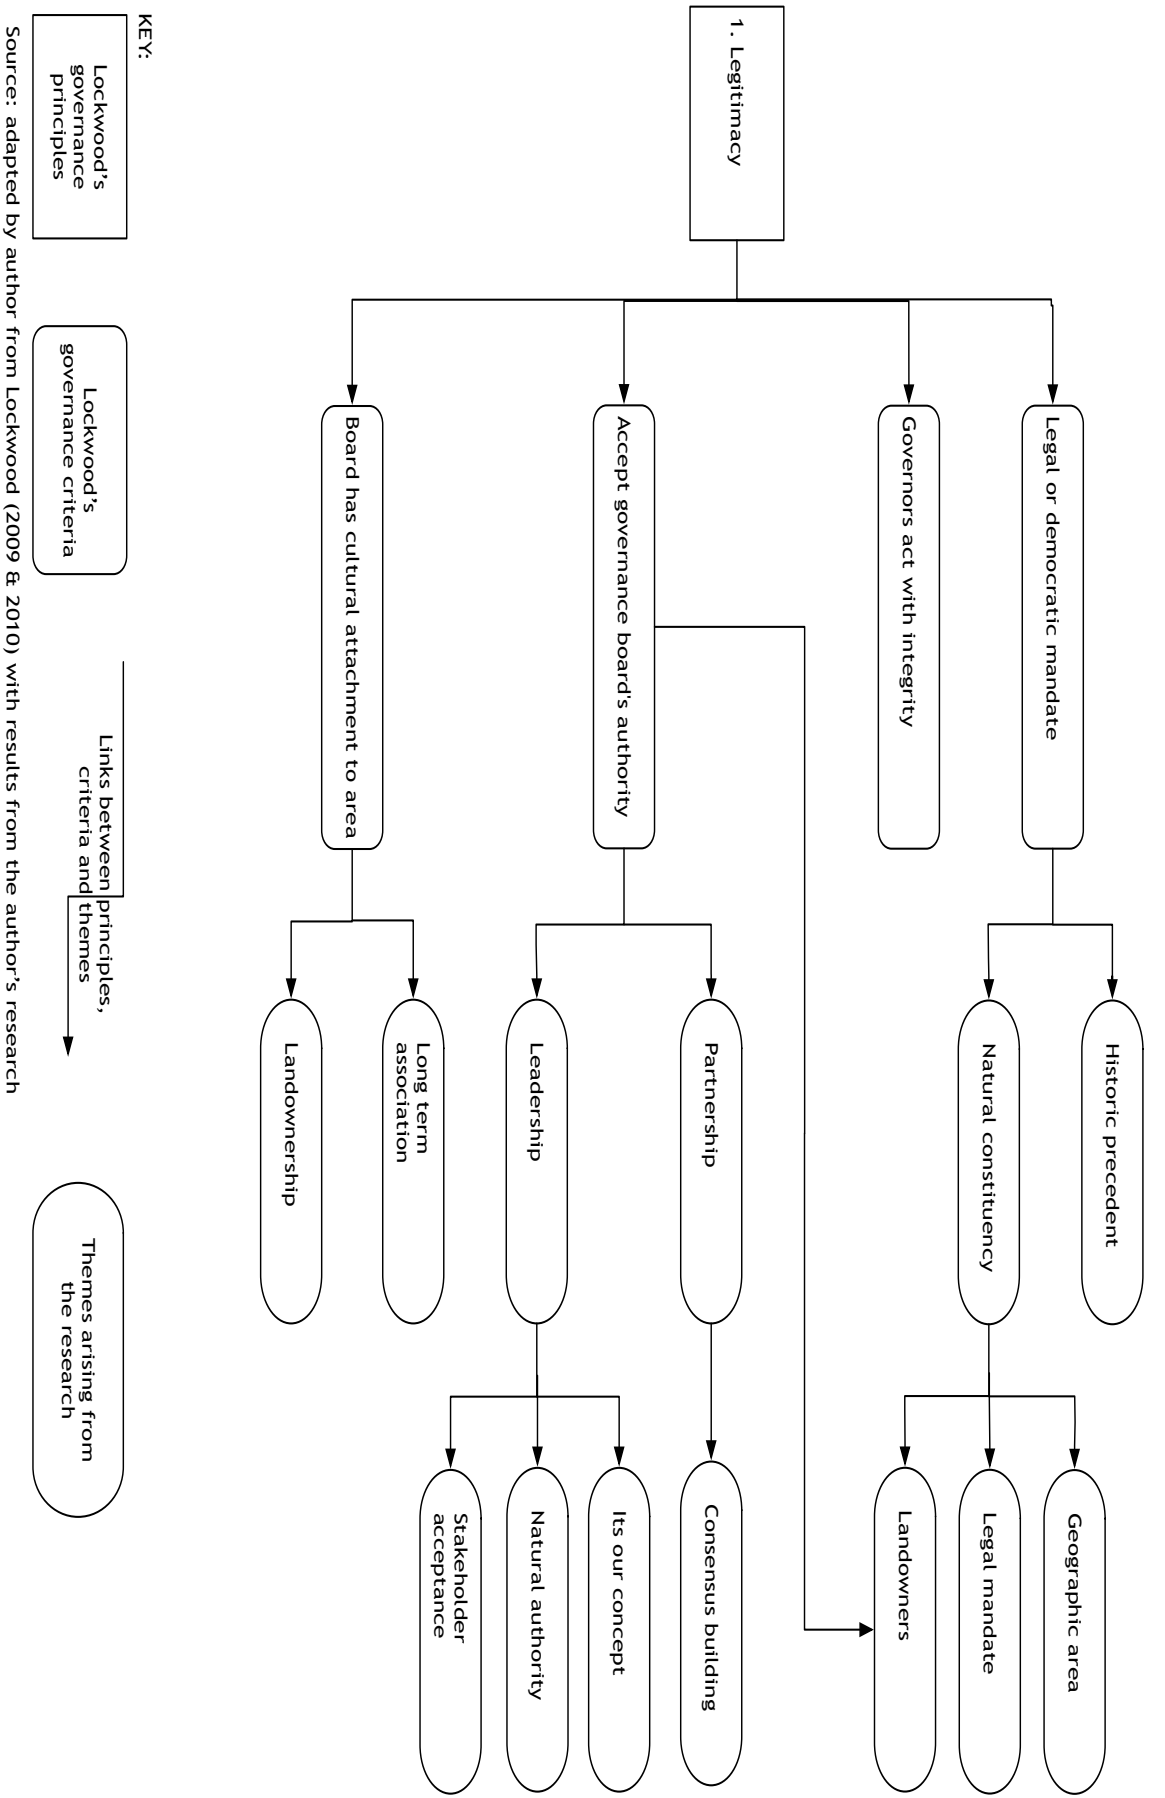 1. Legitimacy
Legal or democratic mandate
Governors act with integrity
Accept governance board's authority
Board has cultural attachment to area
Historic precedent
Natural constituency
Partnership
Leadership
Long term
association
Landownership
Geographic area
Legal mandate
Landowners
Consensus building
Its our concept
Natural authority
Stakeholder
acceptance
KEY:
Lockwood's
governance
principles
Lockwood's
governance criteria
Links between principles,
criteria and themes
Themes arising from
the research
Source: adapted by author from Lockwood (2009 & 2010) with results from the author's research